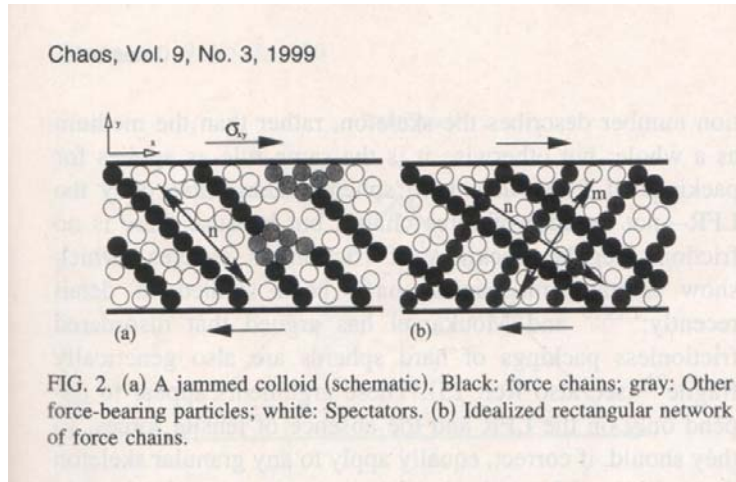 Chaos, Vol. 9, No. 3, 1999
σxy
n
n
m
(a)
(b)
FIG. 2. (a) A jammed colloid (schematic). Black: force chains; gray: Other
force-bearing particles; white: Spectators. (b) Idealized rectangular network
of force chains.